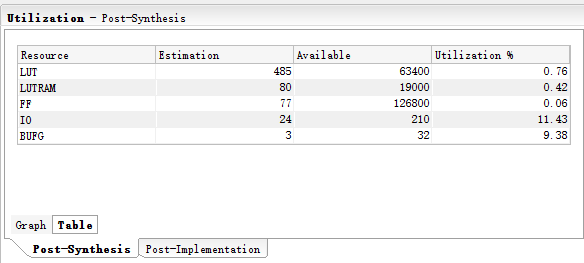 Utilization - Post-Synthesis
Resource Estimation Available Utilization %
LUT 485 63400 0.76
LUTRAM 80 19000 0.42
FF 77 126800 0.06
IO 24 210 11.43
BUFG 3 32 9.38
Graph Table
Post-Synthesis Post-Implementation